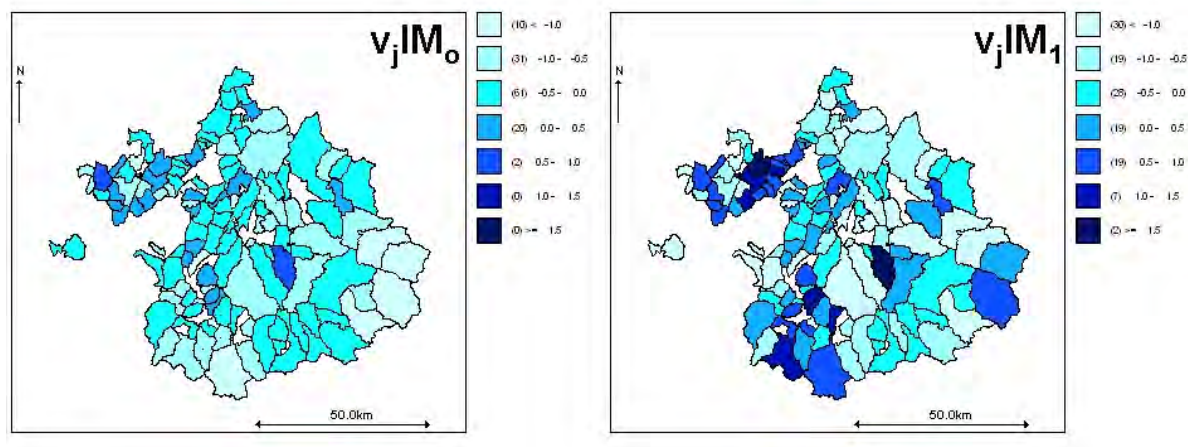 vjIMo
N
50.0km
(10) < -1.0
(31) -1.0 - -0.5
(61) -0.5 - 0.0
(20) 0.0 - 0.5
(2) 0.5 - 1.0
(0) 1.0 - 1.5
(0) >= 1.5
vjIM1
N
50.0km
(30) < -1.0
(19) -1.0 - -0.5
(28) -0.5 - 0.0
(19) 0.0 - 0.5
(19) 0.5 - 1.0
(7) 1.0 - 1.5
(2) >= 1.5